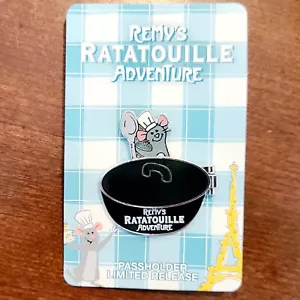 REMY'S
RATATOUILLE
ADVENTURE
REMY'S
RATATOUILLE
ADVENTURE
PASSHOLDER
LIMITED RELEASE